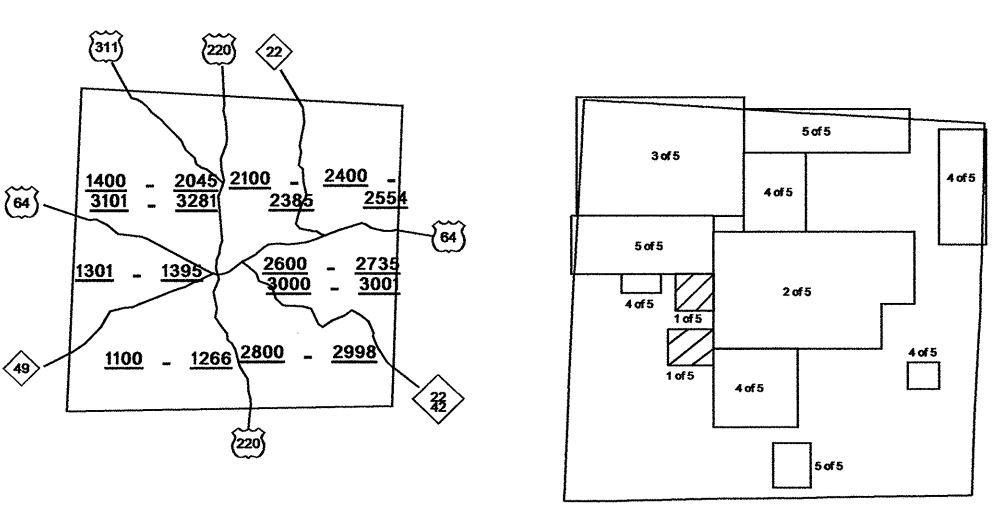 311
220
22
1400 - 2045 2100 - 2400 -
3101 - 3281 2385 2554
64
64
1301 - 1395 2600 - 2735
3000 - 3001
1100 - 1266 2800 - 2998
49
22
42
220
5 of 5
3 of 5
4 of 5
4 of 5
5 of 5
2 of 5
4 of 5
1 of 5
4 of 5
1 of 5
4 of 5
5 of 5